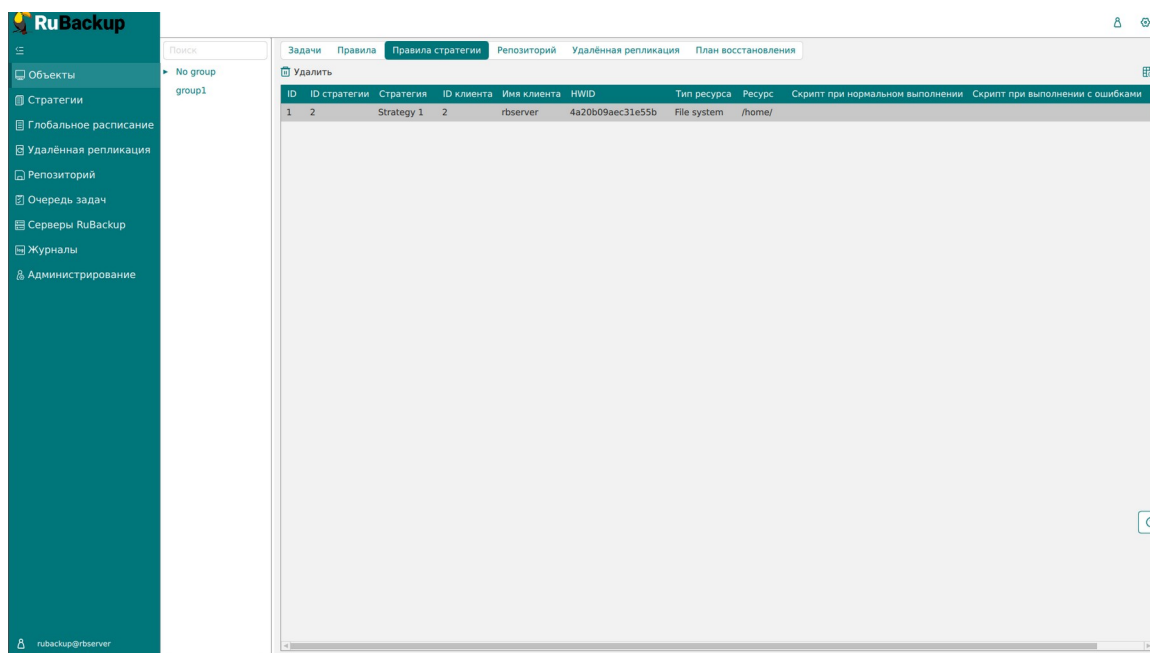 RuBackup
Объекты
Стратегии
Глобальное расписание
Удалённая репликация
Репозиторий
Очередь задач
Серверы RuBackup
Журналы
Администрирование
rubackup@rbserver
Поиск
No group
group1
Задачи Правила Правила стратегии Репозиторий Удалённая репликация План восстановления
Удалить
ID ID стратегии Стратегия ID клиента Имя клиента HWID Тип ресурса Ресурс Скрипт при нормальном выполнении Скрипт при выполнении с ошибками
1 2 Strategy 1 2 rbserver 4a20b09aec31e55b File system /home/